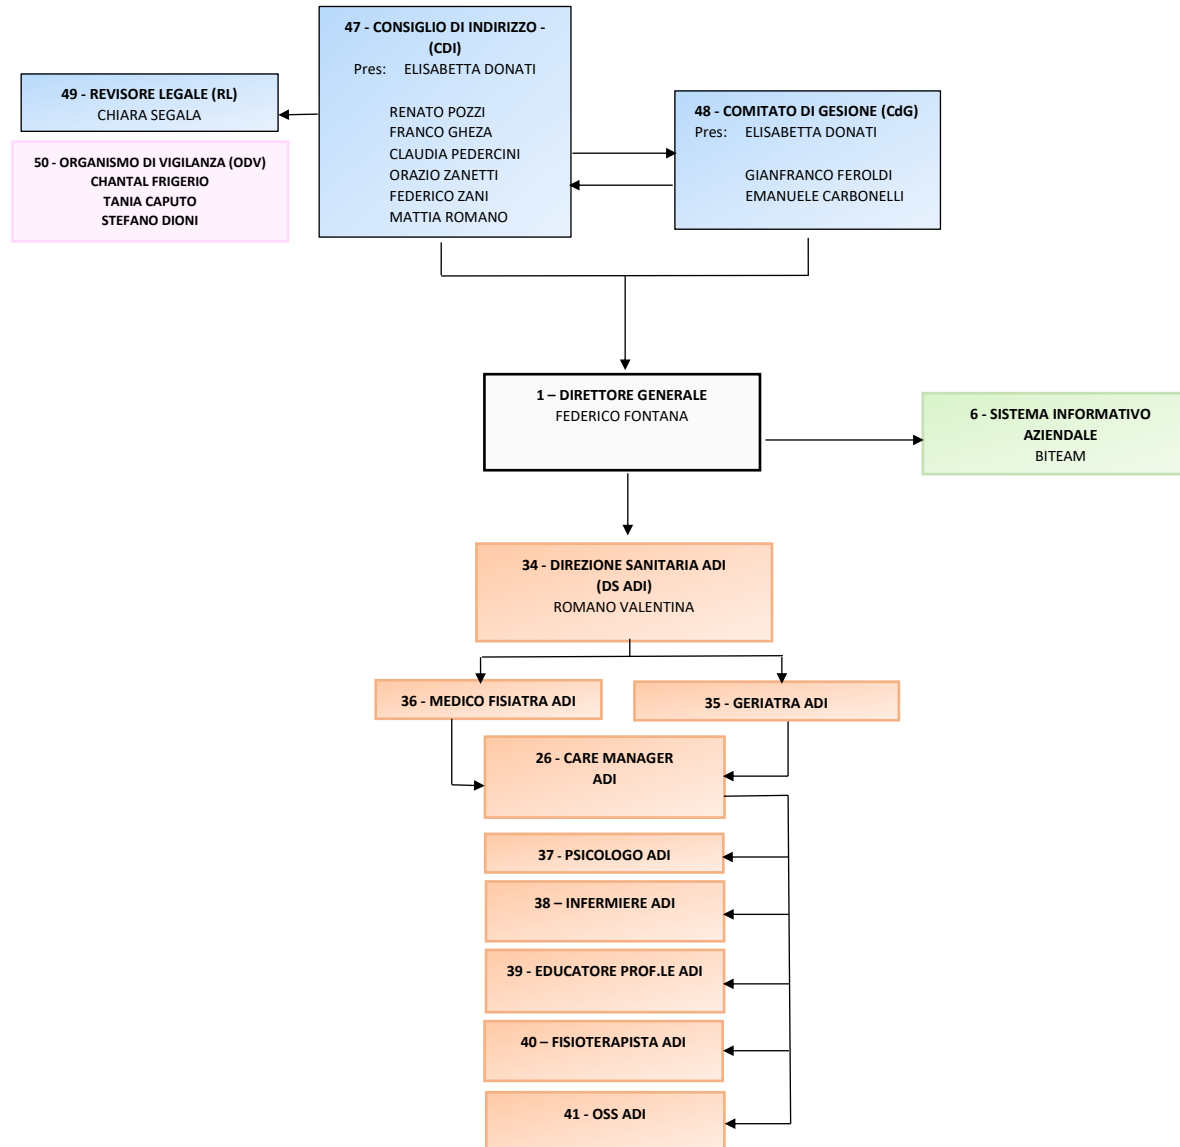 47 - CONSIGLIO DI INDIRIZZO -
(CDI)
Pres: ELISABETTA DONATI
RENATO POZZI
FRANCO GHEZA
CLAUDIA PEDERCINI
ORAZIO ZANETTI
FEDERICO ZANI
MATTIA ROMANO
49 - REVISORE LEGALE (RL)
CHIARA SEGALA
50 - ORGANISMO DI VIGILANZA (ODV)
CHANTAL FRIGERIO
TANIA CAPUTO
STEFANO DIONI
48 - COMITATO DI GESIONE (CdG)
Pres: ELISABETTA DONATI
GIANFRANCO FEROLDI
EMANUELE CARBONELLI
1 – DIRETTORE GENERALE
FEDERICO FONTANA
6 - SISTEMA INFORMATIVO
AZIENDALE
BITEAM
34 - DIREZIONE SANITARIA ADI
(DS ADI)
ROMANO VALENTINA
36 - MEDICO FISIATRA ADI
35 - GERIATRA ADI
26 - CARE MANAGER
ADI
37 - PSICOLOGO ADI
38 – INFERMIERE ADI
39 - EDUCATORE PROF.LE ADI
40 – FISIOTERAPISTA ADI
41 - OSS ADI